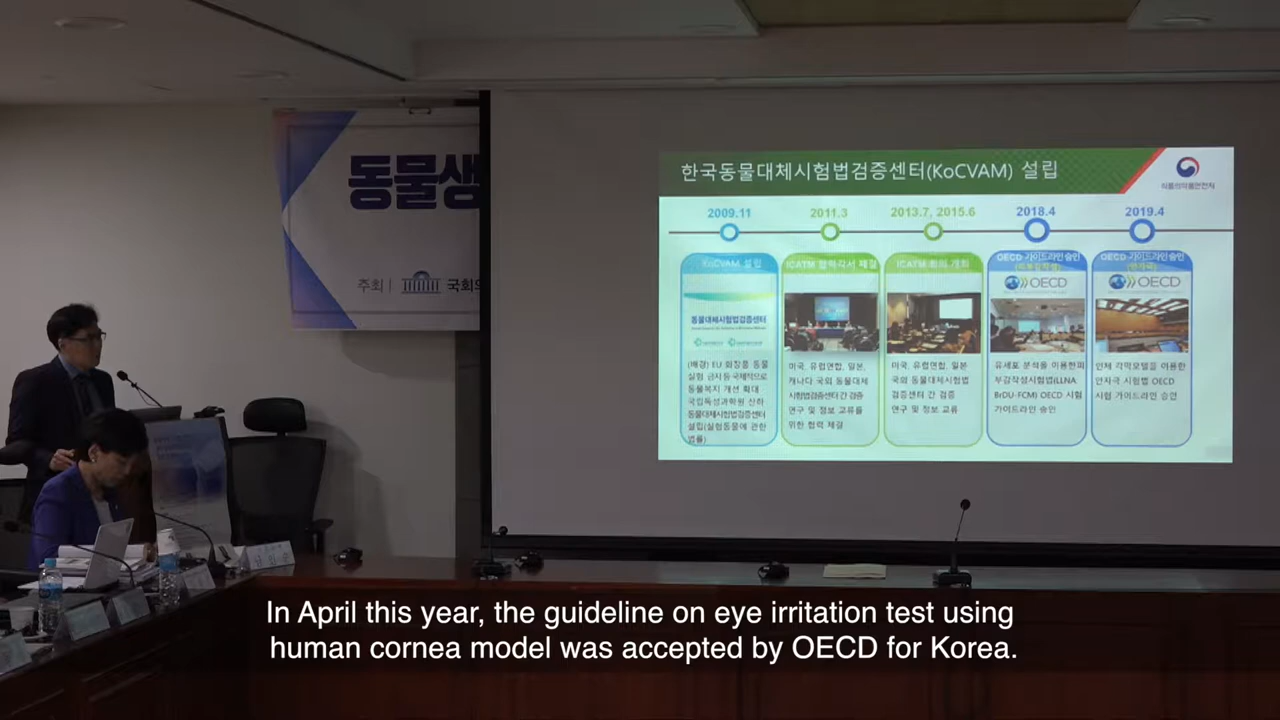 동물생
주최 | 국회의
한국동물대체시험법검증센터(KoCVAM) 설립
식품의약품안전처
2009.11
KoCVAM 설립
동물대체시험법검증센터
(배경) EU 화장품 동물
실험 금지 등 국제적으로
동물복지 개선 확대
국립독성과학원 산하
동물대체시험법검증센터
설립(실험동물에 관한
법률)
2011.3
ICATM 협력각서 체결
미국, 유럽연합, 일본,
캐나다 국외 동물대체
시험법검증센터 간 검증
연구 및 정보 교류를
위한 협력 체결
2013.7, 2015.6
ICATM 회의 개최
미국, 유럽연합, 일본
국외 동물대체시험법
검증센터 간 검증
연구 및 정보 교류
2018.4
OECD 가이드라인 승인
OECD
유세포 분석을 이용한 피
부감작성시험법(LLNA
BrDU-FCM) OECD 시험
가이드라인 승인
2019.4
OECD 가이드라인 승인
(안자극)
OECD
인체 각막모델을 이용한
안자극 시험법 OECD
시험 가이드라인 승인
In April this year, the guideline on eye irritation test using
human cornea model was accepted by OECD for Korea.